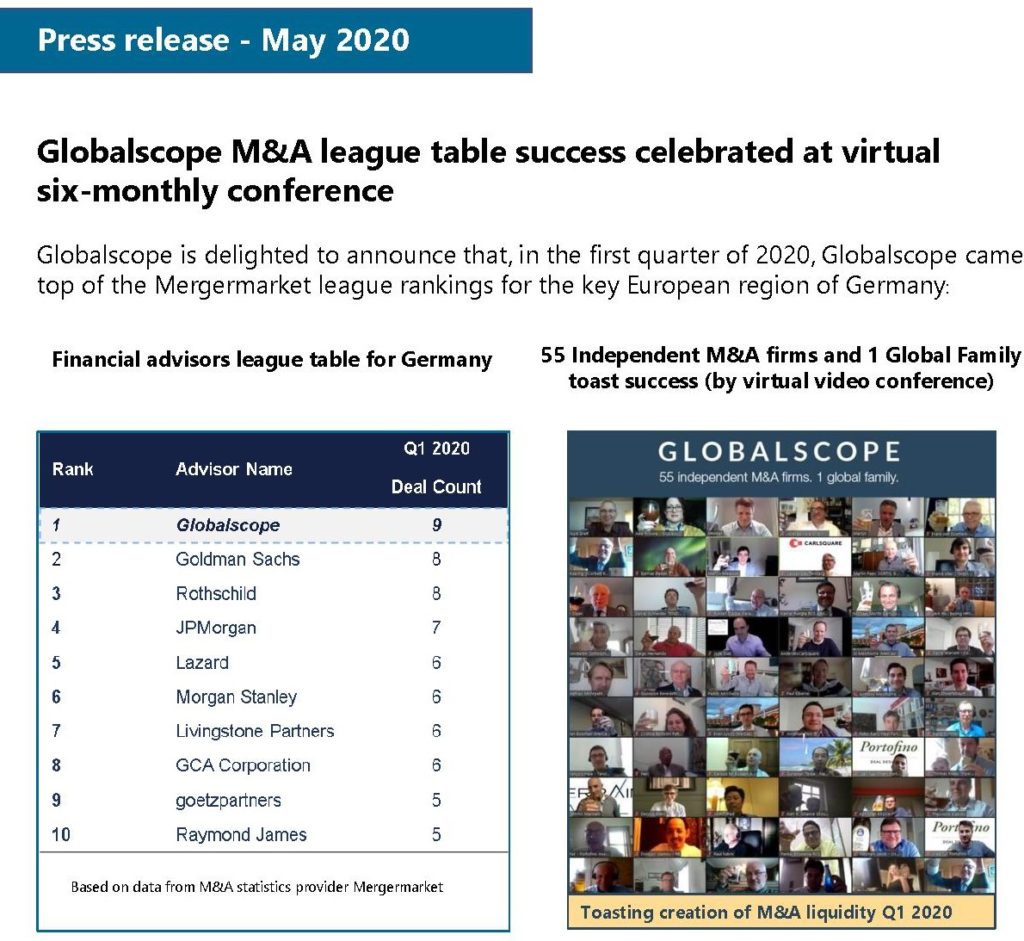 Press release - May 2020
Globalscope M&A league table success celebrated at virtual
six-monthly conference
Globalscope is delighted to announce that, in the first quarter of 2020, Globalscope came
top of the Mergermarket league rankings for the key European region of Germany:
Financial advisors league table for Germany
Rank Advisor Name Q1 2020
Deal Count
1 Globalscope 9
2 Goldman Sachs 8
3 Rothschild 8
4 JPMorgan 7
5 Lazard 6
6 Morgan Stanley 6
7 Livingstone Partners 6
8 GCA Corporation 6
9 goetzpartners 5
10 Raymond James 5
Based on data from M&A statistics provider Mergermarket
55 Independent M&A firms and 1 Global Family
toast success (by virtual video conference)
GLOBALSCOPE
55 independent M&A firms. 1 global family.
CARLSQUARE
Portofino
Toasting creation of M&A liquidity Q1 2020